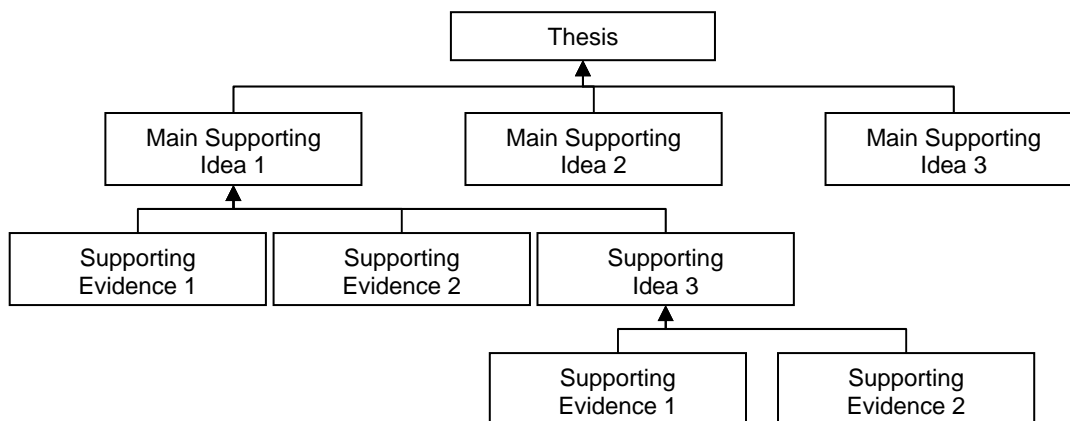 Thesis
Main Supporting
Idea 1
Main Supporting
Idea 2
Main Supporting
Idea 3
Supporting
Evidence 1
Supporting
Evidence 2
Supporting
Idea 3
Supporting
Evidence 1
Supporting
Evidence 2